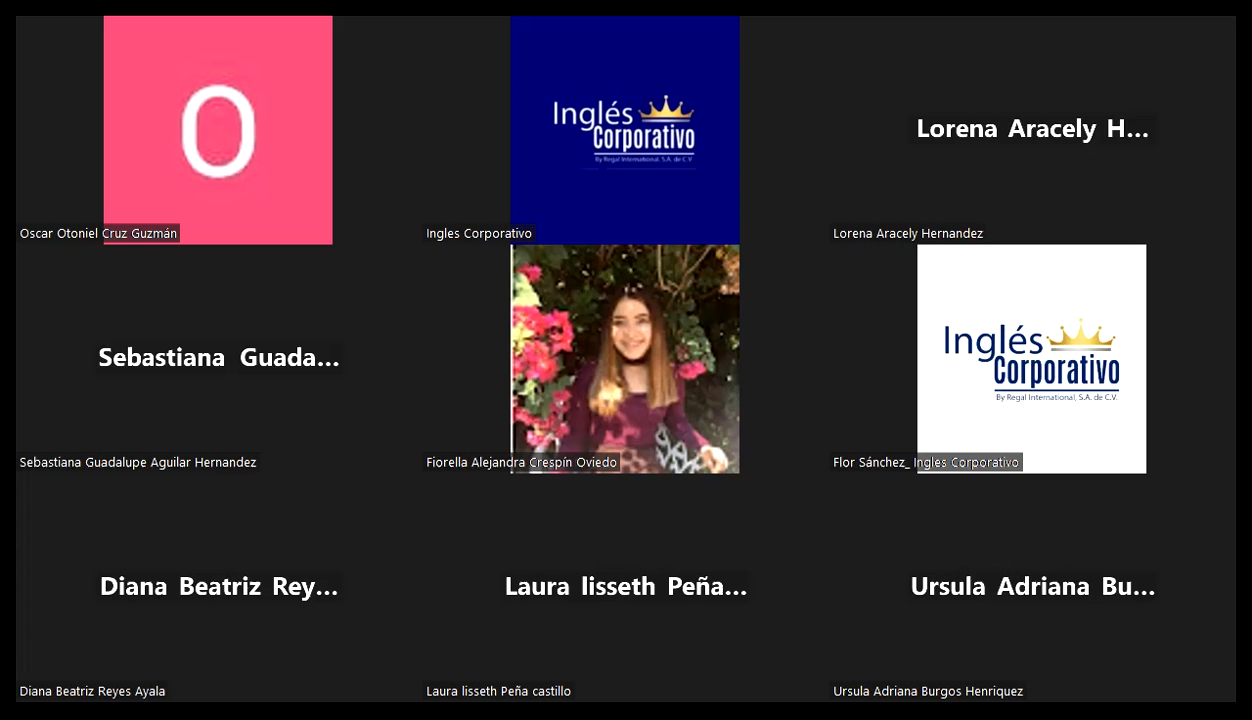 O
Inglés
Corporativo
By Regal International, S.A. de C.V.
Lorena Aracely H...
Oscar Otoniel Cruz Guzmán
Ingles Corporativo
Lorena Aracely Hernandez
Sebastiana Guada...
Inglés
Corporativo
By Regal International, S.A. de C.V.
Sebastiana Guadalupe Aguilar Hernandez
Fiorella Alejandra Crespín Oviedo
Flor Sánchez_ Ingles Corporativo
Diana Beatriz Rey...
Laura lisseth Peña...
Ursula Adriana Bu...
Diana Beatriz Reyes Ayala
Laura lisseth Peña castillo
Ursula Adriana Burgos Henriquez